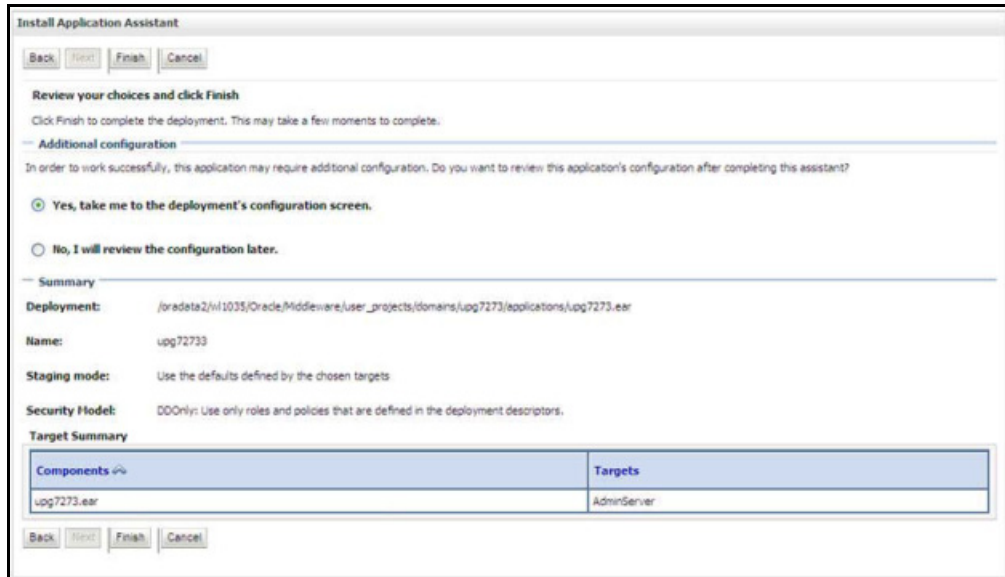 Install Application Assistant
Back Next Finish Cancel
Review your choices and click Finish
Click Finish to complete the deployment. This may take a few moments to complete.
Additional configuration
In order to work successfully, this application may require additional configuration. Do you want to review this application's configuration after completing this assistant?
Yes, take me to the deployment's configuration screen.
No, I will review the configuration later.
Summary
Deployment: /oradata2/wl1035/Oracle/Middleware/user_projects/domains/upg7273/applications/upg7273.ear
Name: upg72733
Staging mode: Use the defaults defined by the chosen targets
Security Model: DDOnly: Use only roles and policies that are defined in the deployment descriptors.
Target Summary
Components Targets
upg7273.ear AdminServer
Back Next Finish Cancel